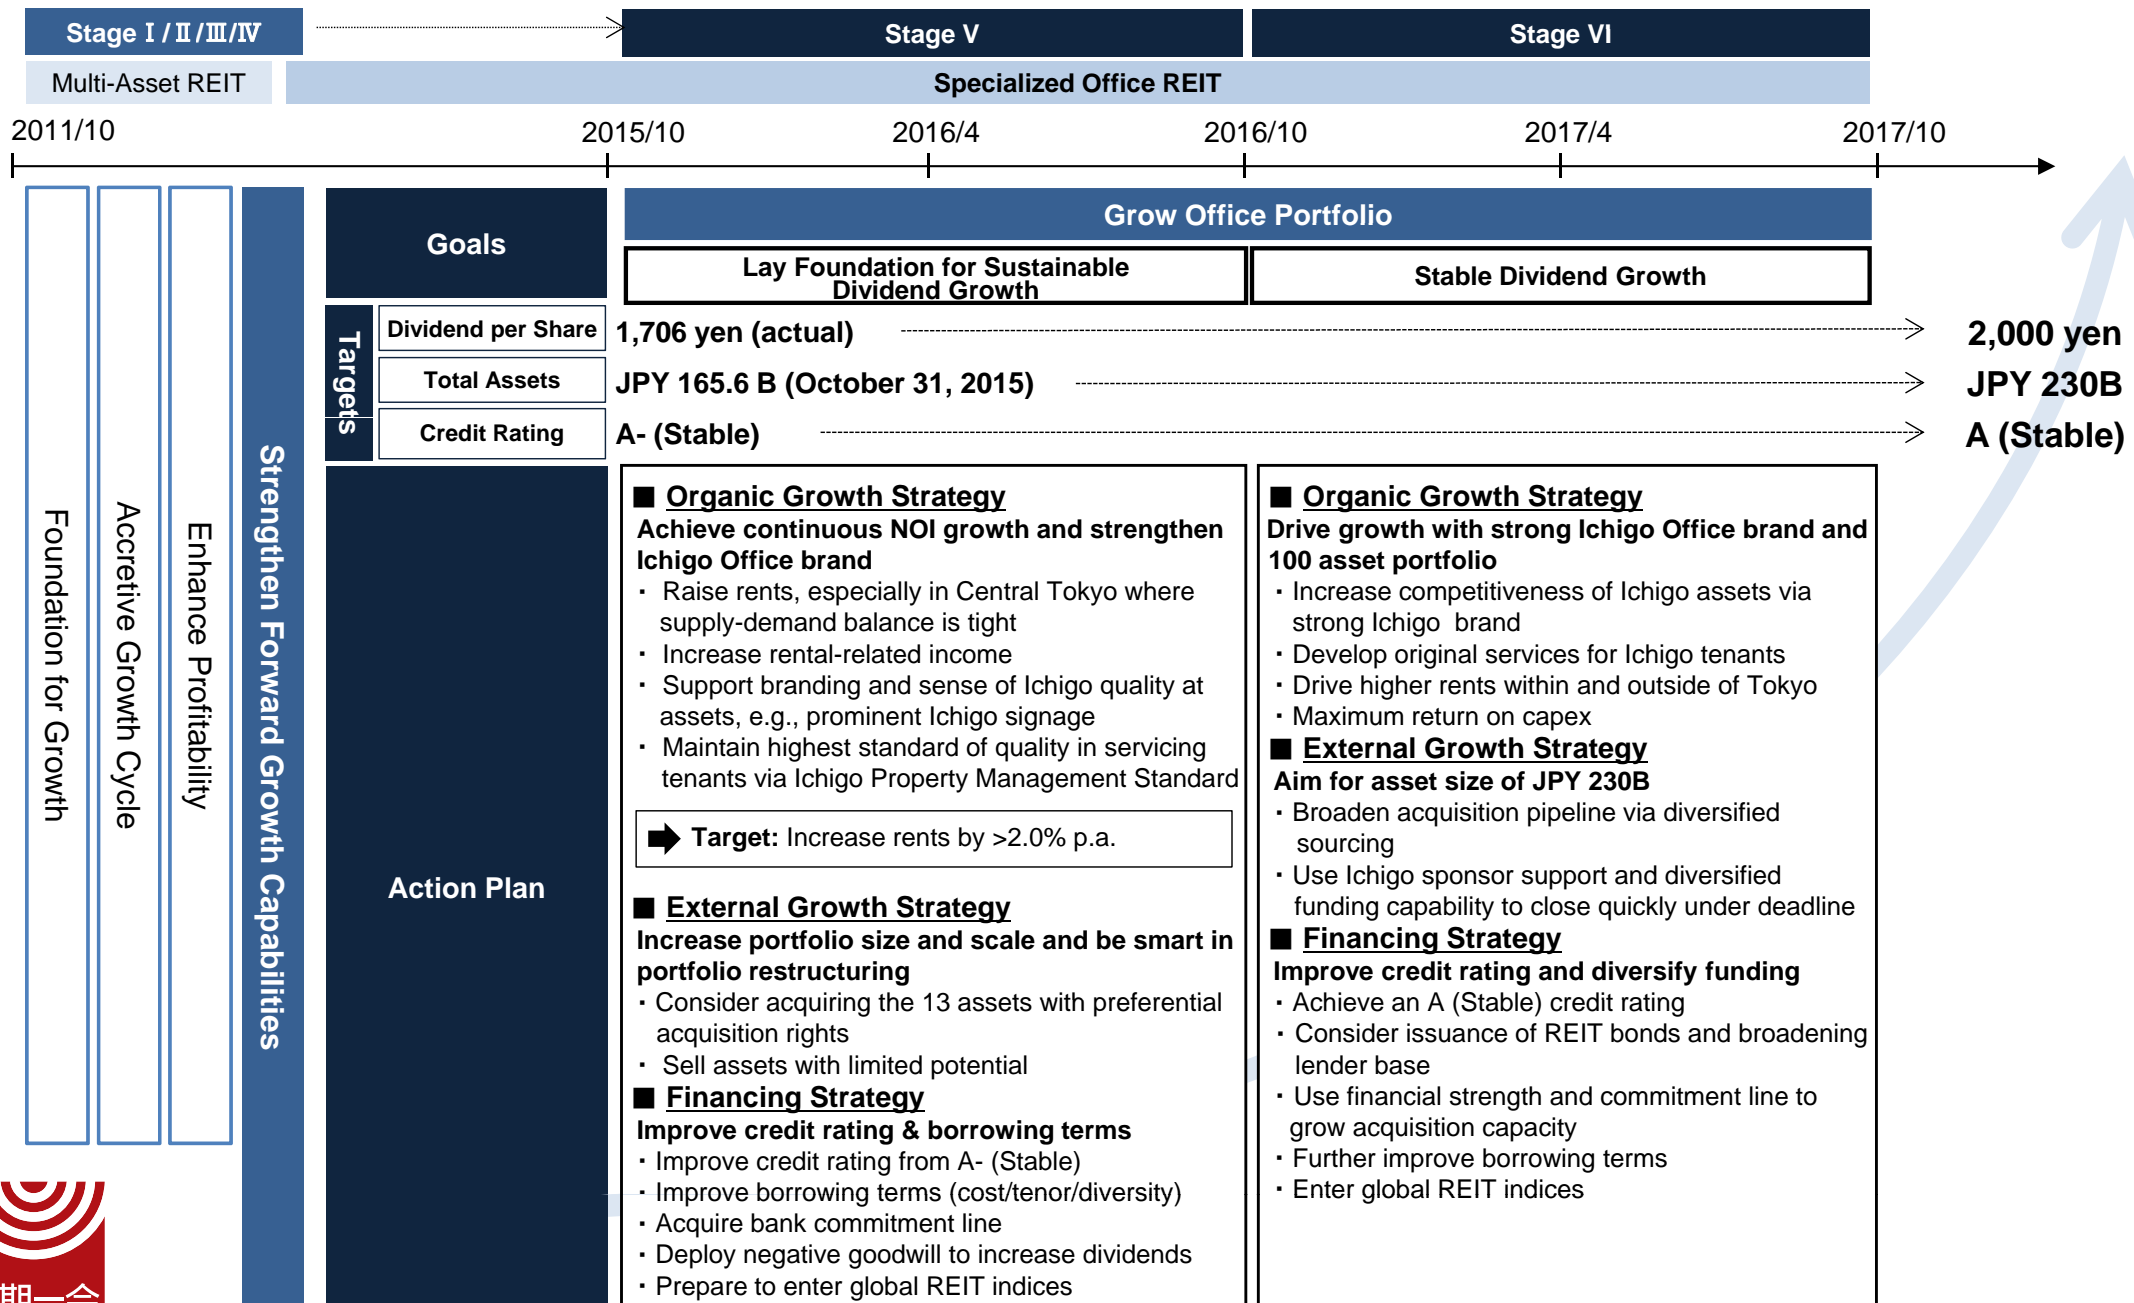 Stage Ⅰ/Ⅱ/Ⅲ/Ⅳ
Stage V
Stage VI
Multi-Asset REIT
Specialized Office REIT
2011/10
2015/10
2016/4
2016/10
2017/4
2017/10
Foundation for Growth
Accretive Growth Cycle
Enhance Profitability
Strengthen Forward Growth Capabilities
Goals
Grow Office Portfolio
Lay Foundation for Sustainable
Dividend Growth
Stable Dividend Growth
Targets
Dividend per Share
1,706 yen (actual)
2,000 yen
Total Assets
JPY 165.6 B (October 31, 2015)
JPY 230B
Credit Rating
A- (Stable)
A (Stable)
Action Plan
■ Organic Growth Strategy
Achieve continuous NOI growth and strengthen
Ichigo Office brand
・Raise rents, especially in Central Tokyo where
supply-demand balance is tight
・Increase rental-related income
・Support branding and sense of Ichigo quality at
assets, e.g., prominent Ichigo signage
・Maintain highest standard of quality in servicing
tenants via Ichigo Property Management Standard
Target: Increase rents by >2.0% p.a.
■ External Growth Strategy
Increase portfolio size and scale and be smart in
portfolio restructuring
・Consider acquiring the 13 assets with preferential
acquisition rights
・Sell assets with limited potential
■ Financing Strategy
Improve credit rating & borrowing terms
・Improve credit rating from A- (Stable)
・Improve borrowing terms (cost/tenor/diversity)
・Acquire bank commitment line
・Deploy negative goodwill to increase dividends
・Prepare to enter global REIT indices
■ Organic Growth Strategy
Drive growth with strong Ichigo Office brand and
100 asset portfolio
・Increase competitiveness of Ichigo assets via
strong Ichigo brand
・Develop original services for Ichigo tenants
・Drive higher rents within and outside of Tokyo
・Maximum return on capex
■ External Growth Strategy
Aim for asset size of JPY 230B
・Broaden acquisition pipeline via diversified
sourcing
・Use Ichigo sponsor support and diversified
funding capability to close quickly under deadline
■ Financing Strategy
Improve credit rating and diversify funding
・Achieve an A (Stable) credit rating
・Consider issuance of REIT bonds and broadening
lender base
・Use financial strength and commitment line to
grow acquisition capacity
・Further improve borrowing terms
・Enter global REIT indices
期一会